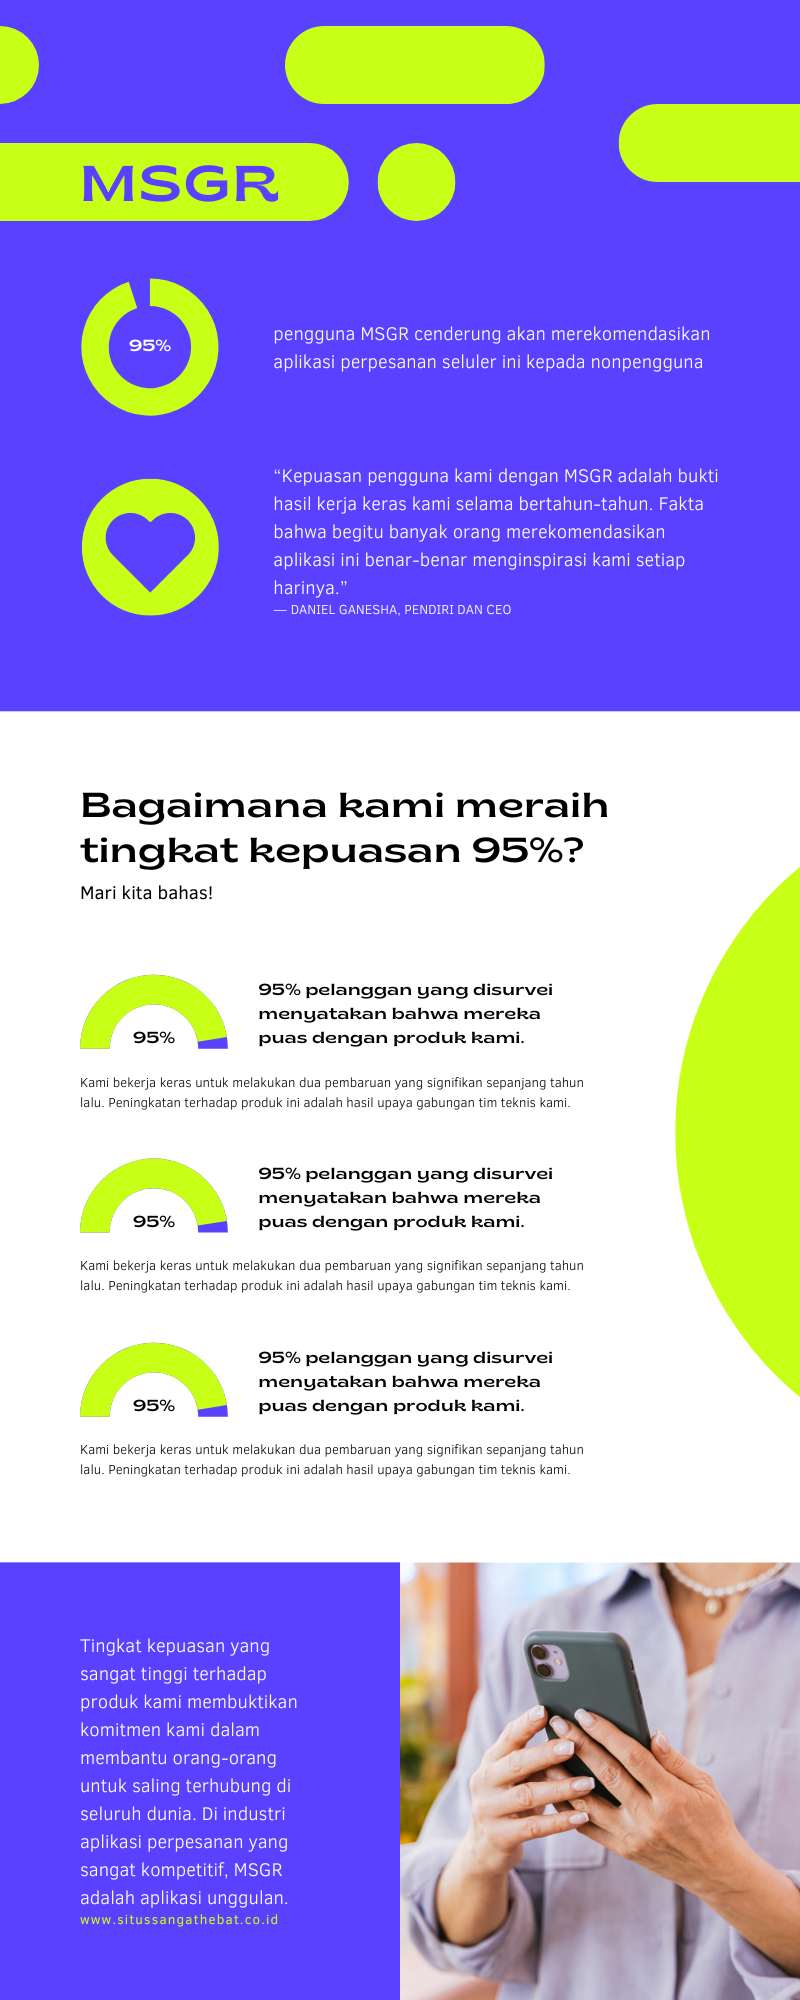 MSGR
95%
pengguna MSGR cenderung akan merekomendasikan
aplikasi perpesanan seluler ini kepada nonpengguna
“Kepuasan pengguna kami dengan MSGR adalah bukti
hasil kerja keras kami selama bertahun-tahun. Fakta
bahwa begitu banyak orang merekomendasikan
aplikasi ini benar-benar menginspirasi kami setiap
harinya.”
— DANIEL GANESHA, PENDIRI DAN CEO
Bagaimana kami meraih
tingkat kepuasan 95%?
Mari kita bahas!
95%
95% pelanggan yang disurvei
menyatakan bahwa mereka
puas dengan produk kami.
Kami bekerja keras untuk melakukan dua pembaruan yang signifikan sepanjang tahun
lalu. Peningkatan terhadap produk ini adalah hasil upaya gabungan tim teknis kami.
95%
95% pelanggan yang disurvei
menyatakan bahwa mereka
puas dengan produk kami.
Kami bekerja keras untuk melakukan dua pembaruan yang signifikan sepanjang tahun
lalu. Peningkatan terhadap produk ini adalah hasil upaya gabungan tim teknis kami.
95%
95% pelanggan yang disurvei
menyatakan bahwa mereka
puas dengan produk kami.
Kami bekerja keras untuk melakukan dua pembaruan yang signifikan sepanjang tahun
lalu. Peningkatan terhadap produk ini adalah hasil upaya gabungan tim teknis kami.
Tingkat kepuasan yang
sangat tinggi terhadap
produk kami membuktikan
komitmen kami dalam
membantu orang-orang
untuk saling terhubung di
seluruh dunia. Di industri
aplikasi perpesanan yang
sangat kompetitif, MSGR
adalah aplikasi unggulan.
www.situssangathebat.co.id